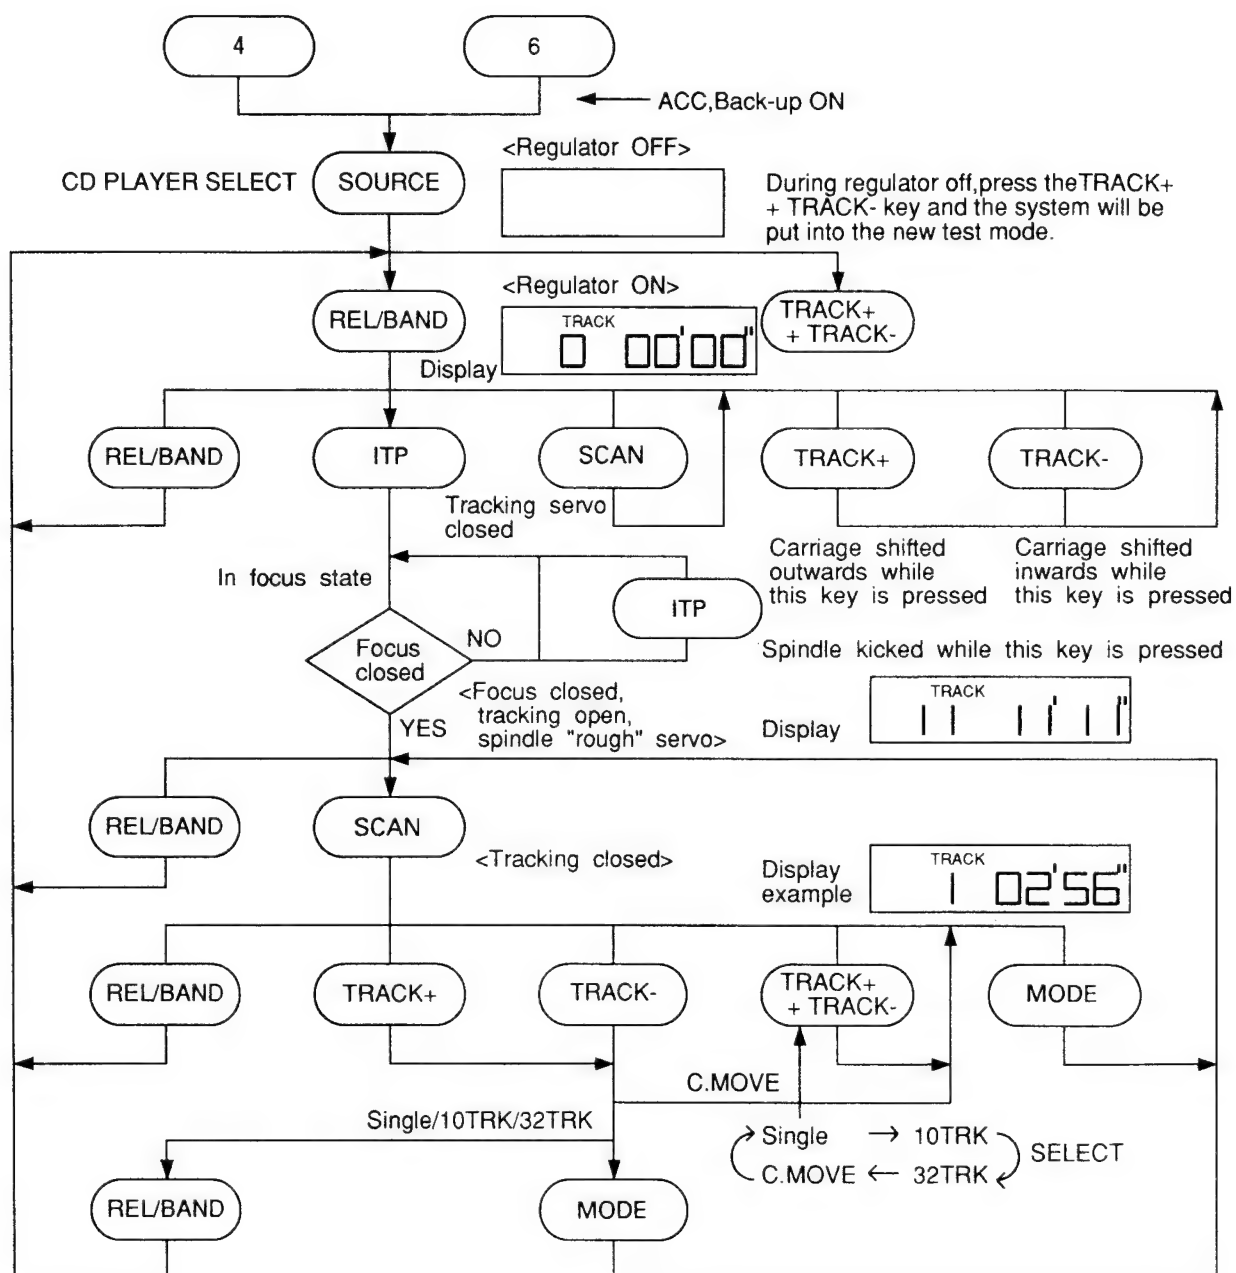 4
6
ACC,Back-up ON
<Regulator OFF>
CD PLAYER SELECT
SOURCE
During regulator off,press theTRACK+
+ TRACK- key and the system will be
put into the new test mode.
<Regulator ON>
REL/BAND
TRACK
0 00'00"
TRACK+
+ TRACK-
Display
REL/BAND
ITP
SCAN
TRACK+
TRACK-
Tracking servo
closed
Carriage shifted
outwards while
this key is pressed
Carriage shifted
inwards while
this key is pressed
In focus state
ITP
Focus
closed
NO
Spindle kicked while this key is pressed
<Focus closed,
tracking open,
spindle "rough" servo>
YES
Display
TRACK
11 11'11"
REL/BAND
SCAN
<Tracking closed>
Display
example
TRACK
1 02'56"
REL/BAND
TRACK+
TRACK-
TRACK+
+ TRACK-
MODE
C.MOVE
Single/10TRK/32TRK
Single → 10TRK
SELECT
C.MOVE ← 32TRK
REL/BAND
MODE